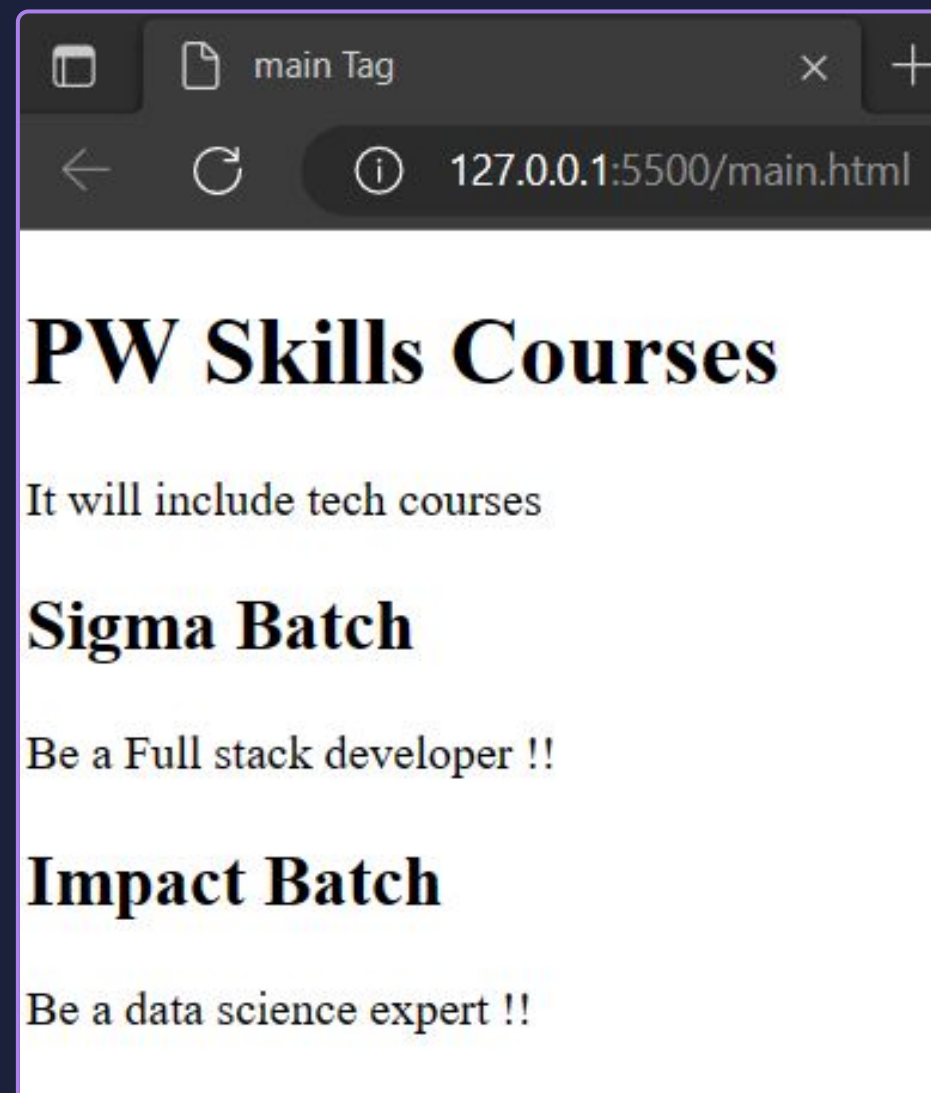 main Tag
127.0.0.1:5500/main.html
PW Skills Courses
It will include tech courses
Sigma Batch
Be a Full stack developer !!
Impact Batch
Be a data science expert !!